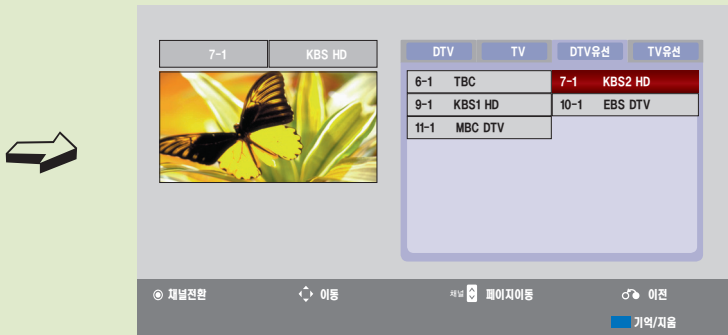 7-1 KBS HD
DTV TV DTV유선 TV유선
6-1 TBC 7-1 KBS2 HD
9-1 KBS1 HD 10-1 EBS DTV
11-1 MBC DTV
채널전환 이동 채널 페이지이동 이전
기억/지움